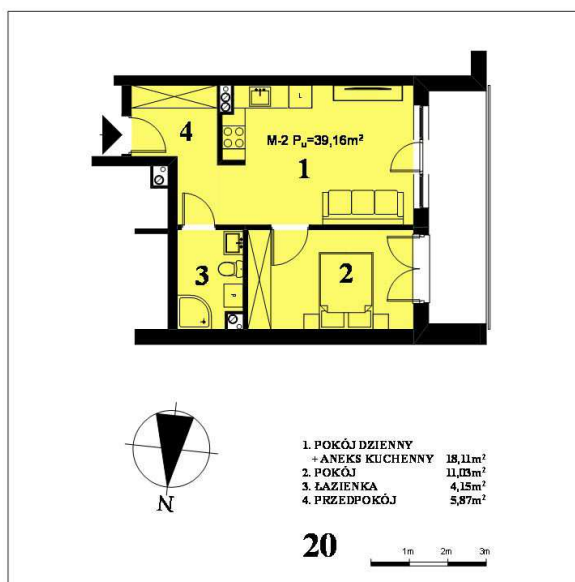 4
M-2 Pu=39,16m²
1
L
3
2
P
N
1. POKÓJ DZIENNY
+ ANEKS KUCHENNY 18,11m²
2. POKÓJ 11,03m²
3. ŁAZIENKA 4,15m²
4. PRZEDPOKÓJ 5,87m²
20
1m 2m 3m